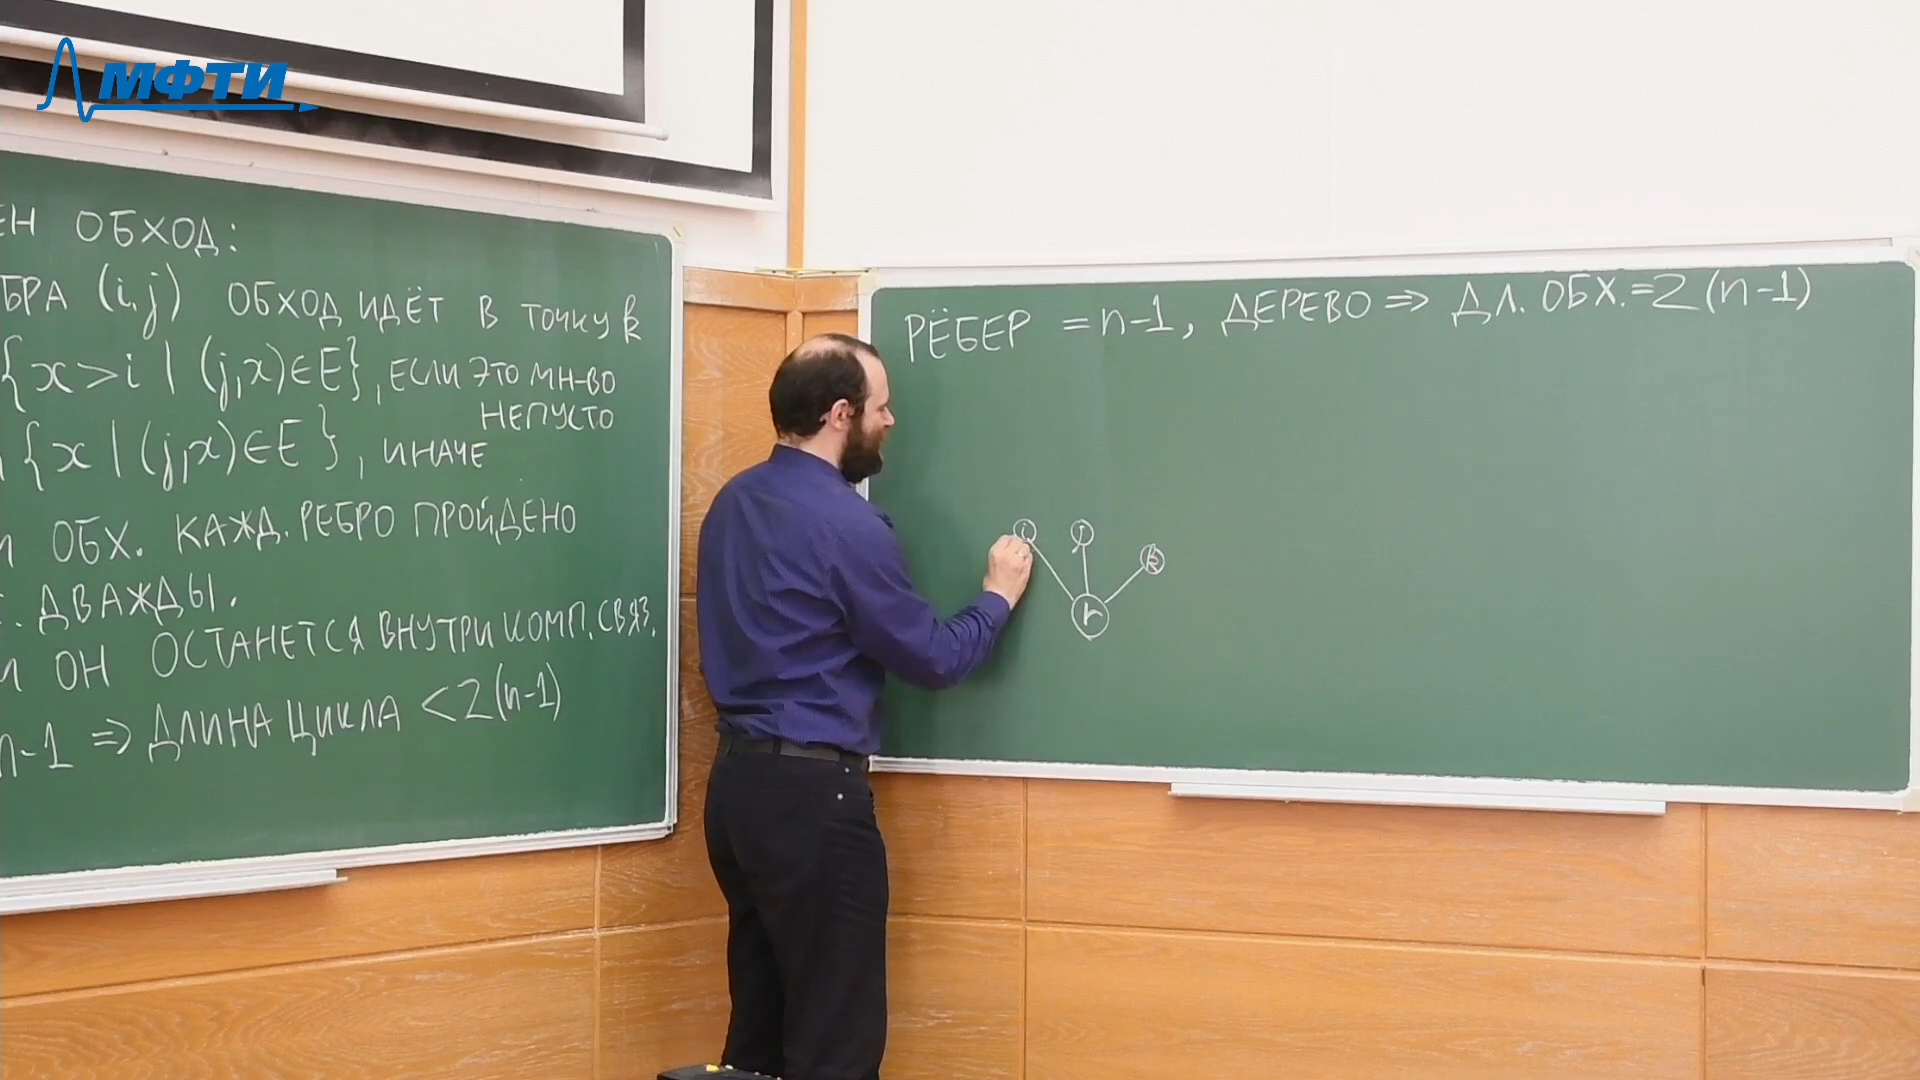 МФТИ
ЕН ОБХОД:
БРА (i,j) ОБХОД ИДЁТ В ТОЧКУ k
{x>i | (j,x)∈E}, ЕСЛИ ЭТО МН-ВО
НЕПУСТО
{x | (j,x)∈E}, ИНАЧЕ
ОБХ. КАЖД. РЕБРО ПРОЙДЕНО
ДВАЖДЫ.
ОН ОСТАНЕТСЯ ВНУТРИ КОМП. СВЯЗ.
n-1 ⇒ ДЛИНА ЦИКЛА <2(n-1)
РЁБЕР =n-1, ДЕРЕВО ⇒ ДЛ. ОБХ.=2(n-1)
i j k
r